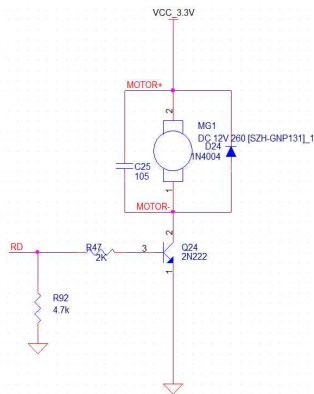 VCC_3.3V
MOTOR+
2
MG1
DC 12V 260 [SZH-GNP131]_1
D24
1N4004
C25
105
1
MOTOR-
2
RD
R47
2K
3
Q24
2N222
1
R92
4.7k